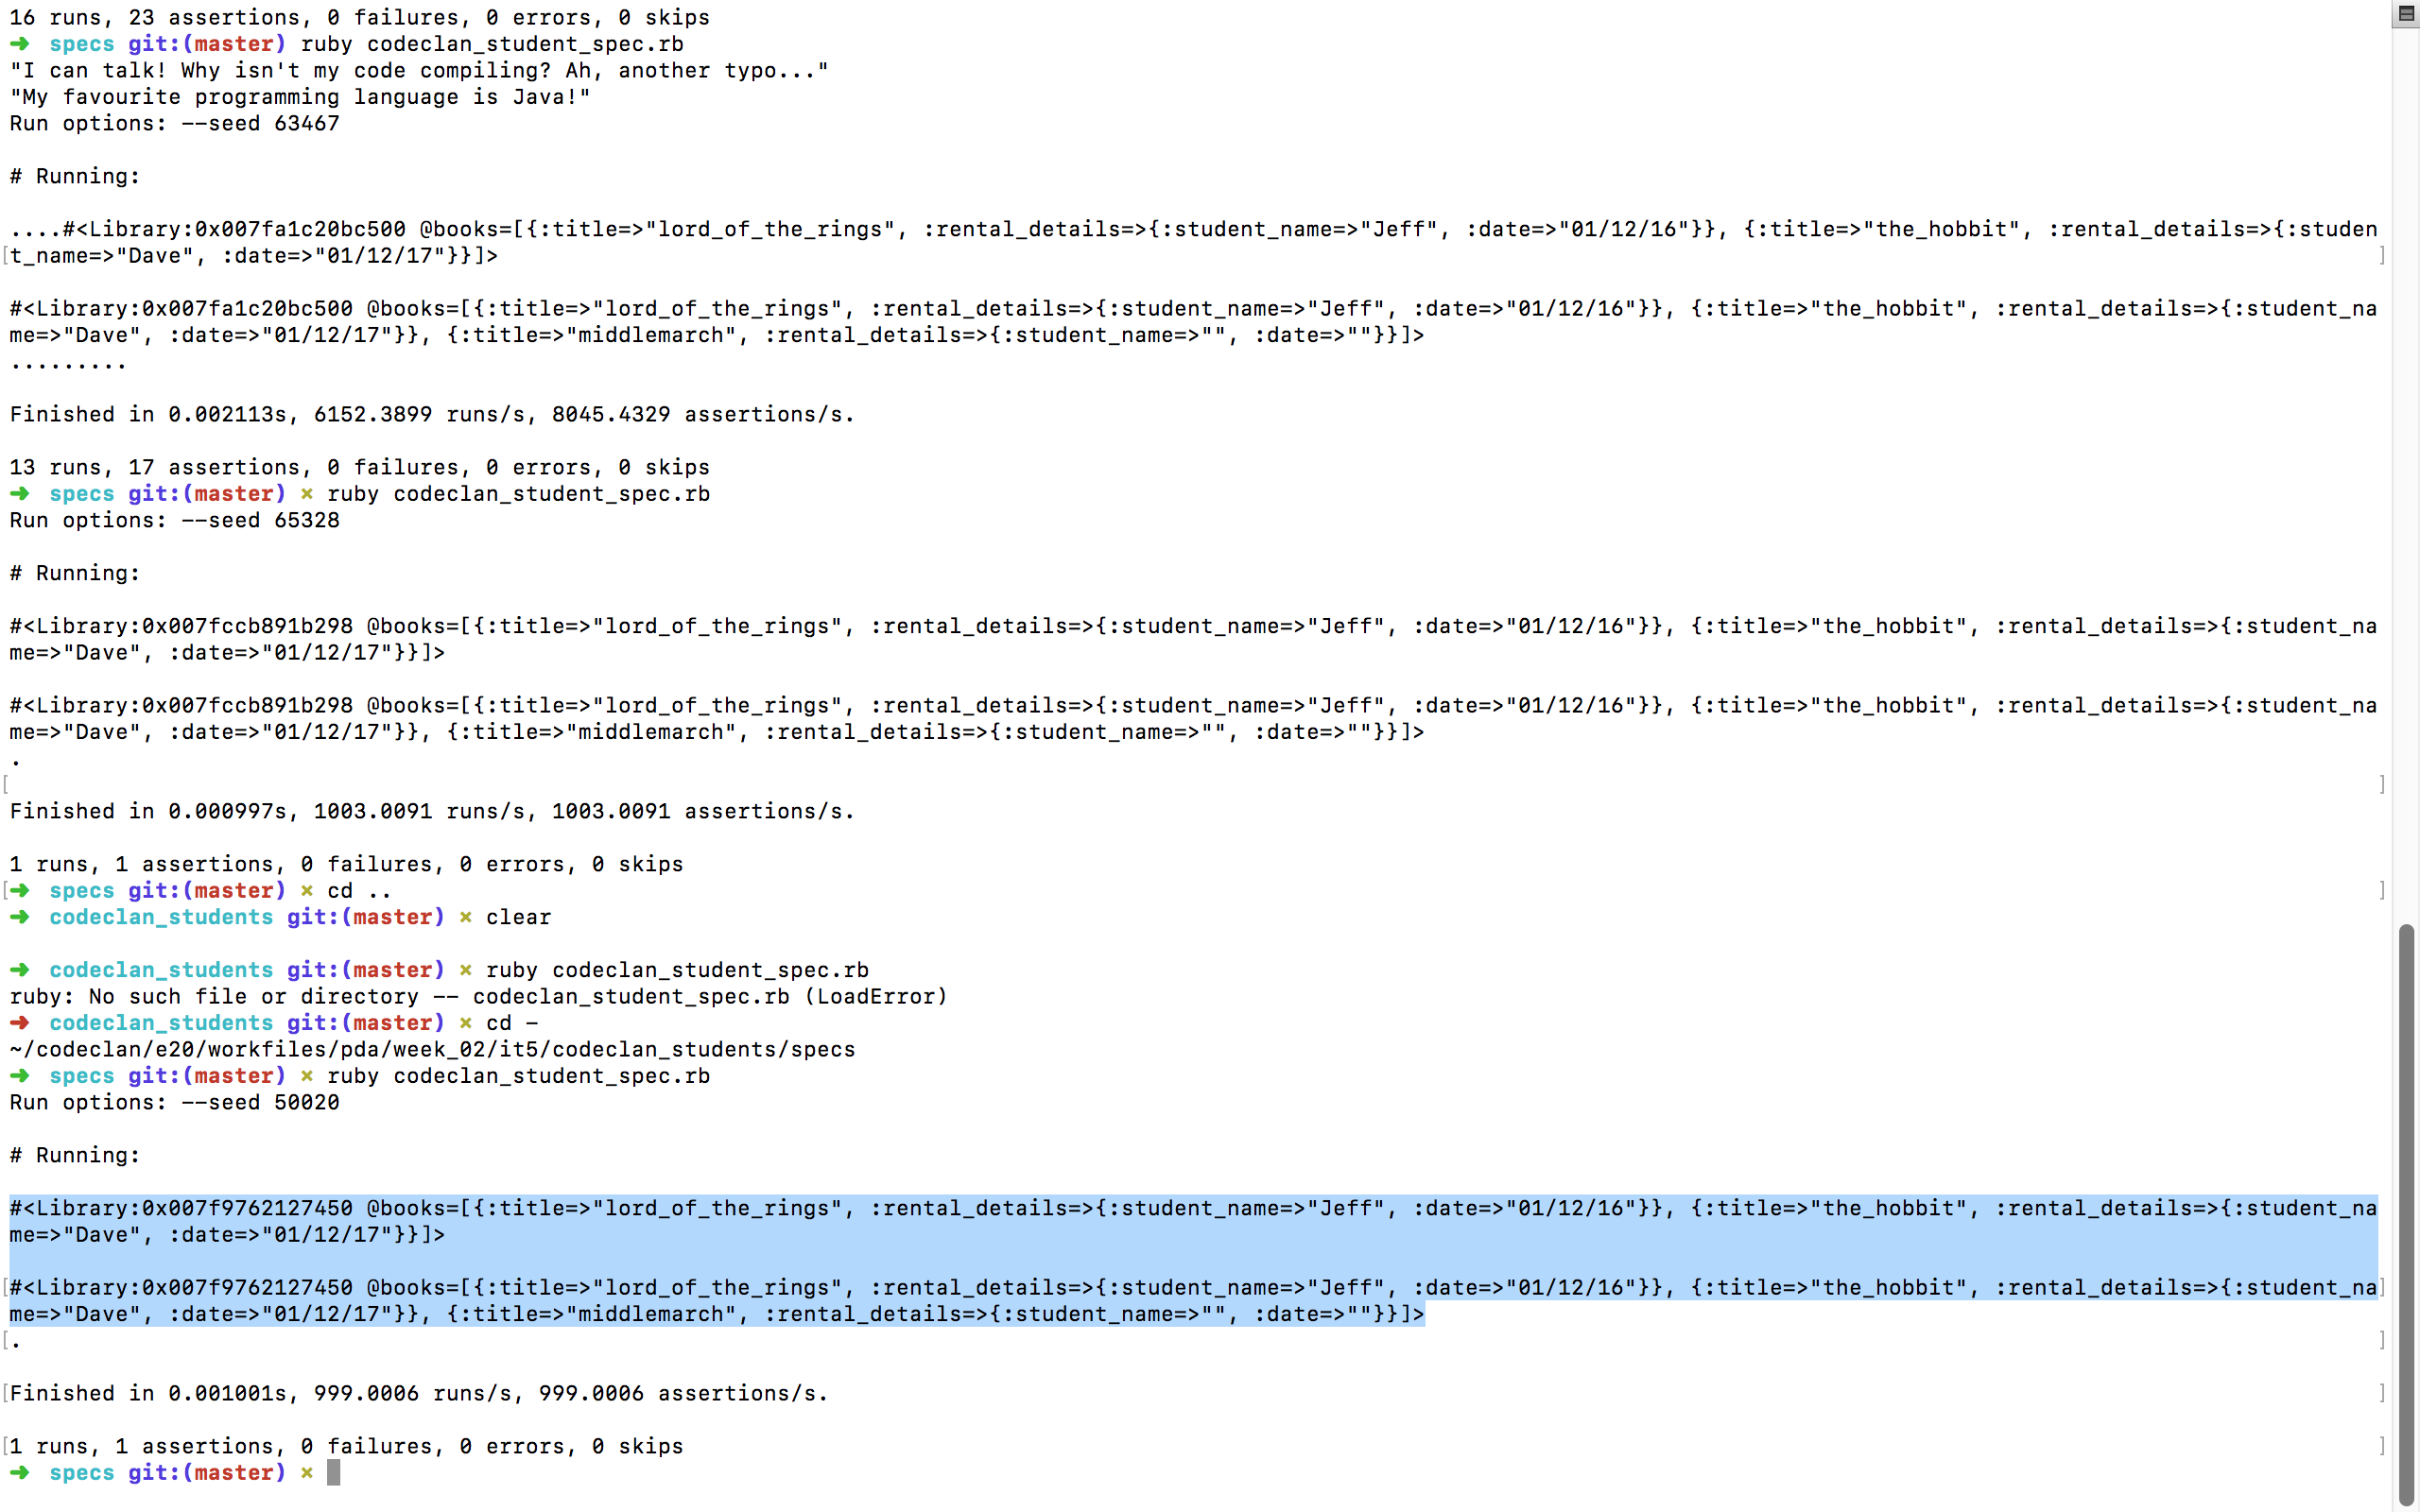 16 runs, 23 assertions, 0 failures, 0 errors, 0 skips
➜  specs git:(master) ruby codeclan_student_spec.rb
"I can talk! Why isn't my code compiling? Ah, another typo..."
"My favourite programming language is Java!"
Run options: --seed 63467
# Running:
....#<Library:0x007fa1c20bc500 @books=[{:title=>"lord_of_the_rings", :rental_details=>{:student_name=>"Jeff", :date=>"01/12/16"}}, {:title=>"the_hobbit", :rental_details=>{:studen
t_name=>"Dave", :date=>"01/12/17"}}]>
#<Library:0x007fa1c20bc500 @books=[{:title=>"lord_of_the_rings", :rental_details=>{:student_name=>"Jeff", :date=>"01/12/16"}}, {:title=>"the_hobbit", :rental_details=>{:student_na
me=>"Dave", :date=>"01/12/17"}}, {:title=>"middlemarch", :rental_details=>{:student_name=>"", :date=>""}}]>
.........
Finished in 0.002113s, 6152.3899 runs/s, 8045.4329 assertions/s.
13 runs, 17 assertions, 0 failures, 0 errors, 0 skips
➜  specs git:(master) × ruby codeclan_student_spec.rb
Run options: --seed 65328
# Running:
#<Library:0x007fccb891b298 @books=[{:title=>"lord_of_the_rings", :rental_details=>{:student_name=>"Jeff", :date=>"01/12/16"}}, {:title=>"the_hobbit", :rental_details=>{:student_na
me=>"Dave", :date=>"01/12/17"}}]>
#<Library:0x007fccb891b298 @books=[{:title=>"lord_of_the_rings", :rental_details=>{:student_name=>"Jeff", :date=>"01/12/16"}}, {:title=>"the_hobbit", :rental_details=>{:student_na
me=>"Dave", :date=>"01/12/17"}}, {:title=>"middlemarch", :rental_details=>{:student_name=>"", :date=>""}}]>
.
Finished in 0.000997s, 1003.0091 runs/s, 1003.0091 assertions/s.
1 runs, 1 assertions, 0 failures, 0 errors, 0 skips
➜  specs git:(master) × cd ..
➜  codeclan_students git:(master) × clear
➜  codeclan_students git:(master) × ruby codeclan_student_spec.rb
ruby: No such file or directory -- codeclan_student_spec.rb (LoadError)
➜  codeclan_students git:(master) × cd -
~/codeclan/e20/workfiles/pda/week_02/it5/codeclan_students/specs
➜  specs git:(master) × ruby codeclan_student_spec.rb
Run options: --seed 50020
# Running:
#<Library:0x007f9762127450 @books=[{:title=>"lord_of_the_rings", :rental_details=>{:student_name=>"Jeff", :date=>"01/12/16"}}, {:title=>"the_hobbit", :rental_details=>{:student_na
me=>"Dave", :date=>"01/12/17"}}]>
#<Library:0x007f9762127450 @books=[{:title=>"lord_of_the_rings", :rental_details=>{:student_name=>"Jeff", :date=>"01/12/16"}}, {:title=>"the_hobbit", :rental_details=>{:student_na
me=>"Dave", :date=>"01/12/17"}}, {:title=>"middlemarch", :rental_details=>{:student_name=>"", :date=>""}}]>
.
Finished in 0.001001s, 999.0006 runs/s, 999.0006 assertions/s.
1 runs, 1 assertions, 0 failures, 0 errors, 0 skips
➜  specs git:(master) ×